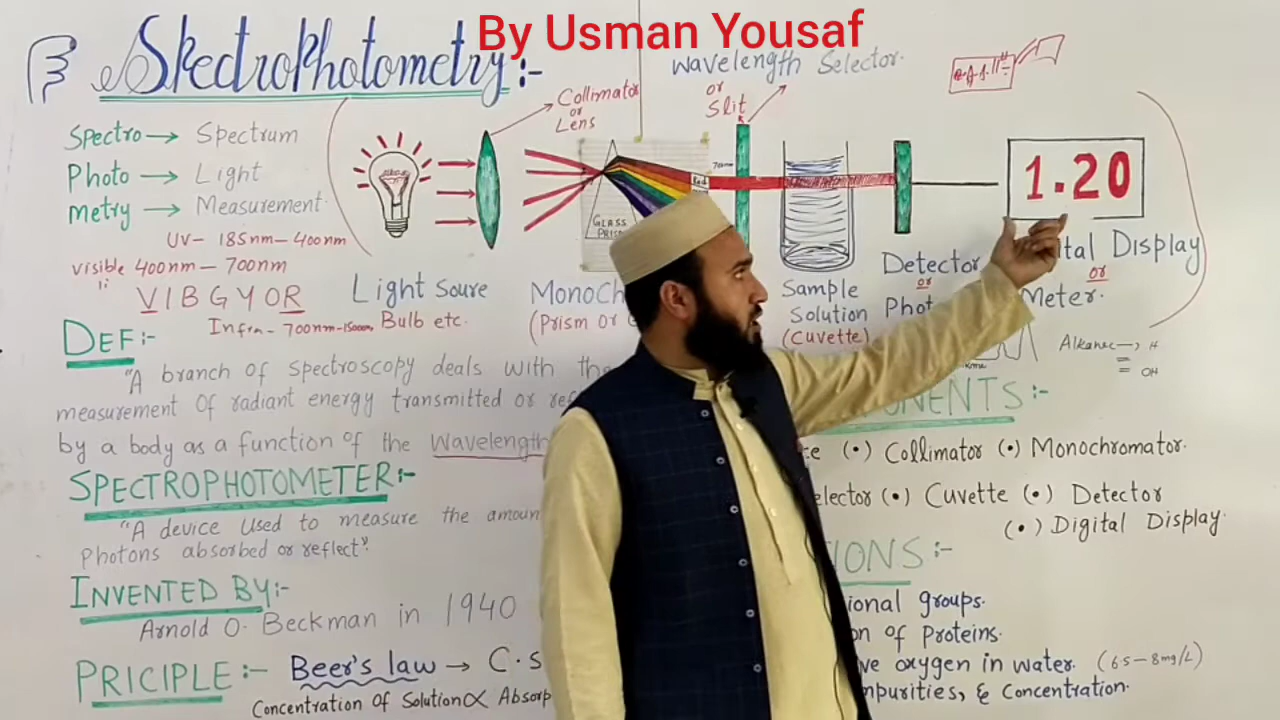 By Usman Yousaf
Spectrophotometry:-
Wavelength Selector.
or
Slit
Collimator
or
Lens
Spectro → Spectrum
Photo → Light
Metry → Measurement.
UV- 185nm-400nm
Visible 400nm-700nm
VIBGYOR
Infra-700nm-
GLASS
PRISM
Red
700nm
1.20
Light Soure
Bulb etc.
(Prism or
Sample
Solution
(Cuvette)
Detector
or
Display
or
Meter.
Alkane → H
OH
DEF:-
"A branch of spectroscopy deals with the
measurement of radiant energy transmitted or
by a body as a function of the Wavelength
SPECTROPHOTOMETER:-
"A device used to measure the
Photons absorbed or reflect".
INVENTED BY:-
Arnold O. Beckman in 1940
PRICIPLE:- Beer's law → C.S
Concentration of Solution ∝
(•) Collimator (•) Monochromator.
(•) Cuvette (•) Detector
(•) Digital Display.
groups.
of Proteins.
oxygen in water. (6.5-8mg/L)
& Concentration.